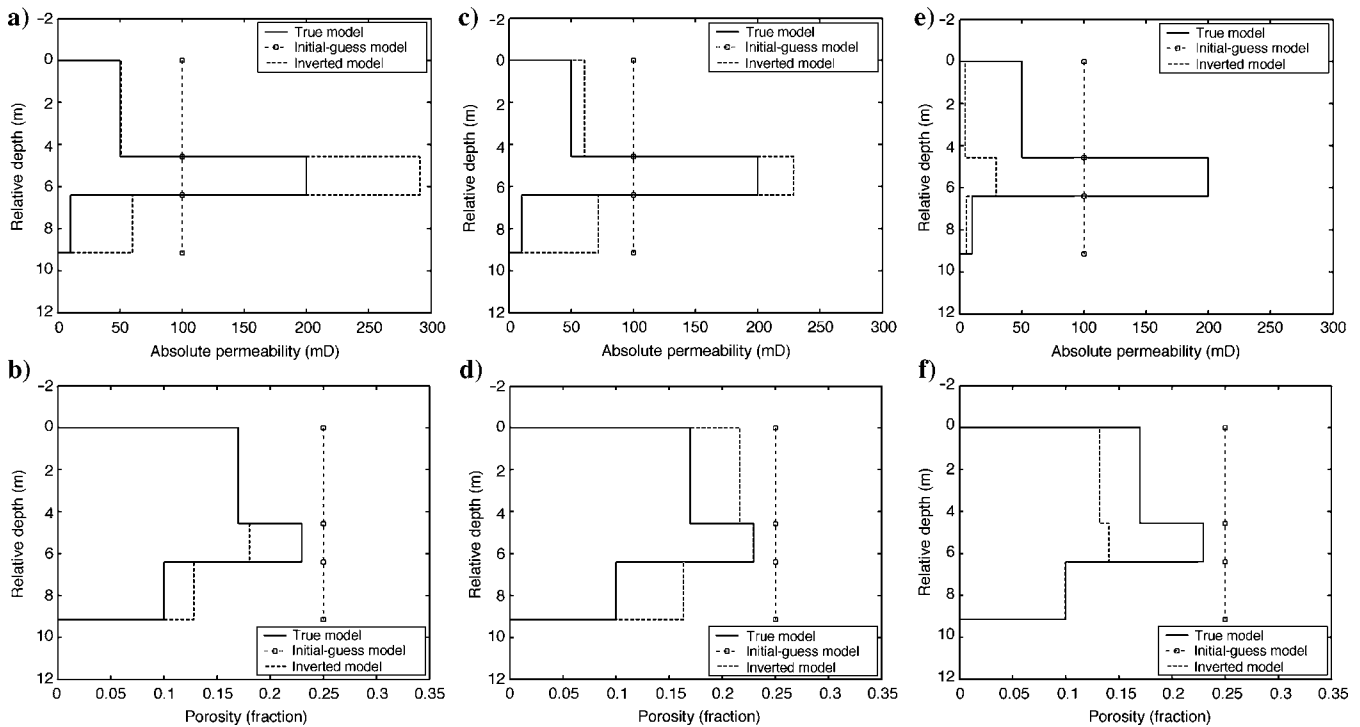 a)
True model
Initial-guess model
Inverted model
–2
0
2
4
6
8
10
12
Relative depth (m)
0
50
100
150
200
250
300
Absolute permeability (mD)
c)
True model
Initial-guess model
Inverted model
–2
0
2
4
6
8
10
12
Relative depth (m)
0
50
100
150
200
250
300
Absolute permeability (mD)
e)
True model
Initial-guess model
Inverted model
–2
0
2
4
6
8
10
12
Relative depth (m)
0
50
100
150
200
250
300
Absolute permeability (mD)
b)
–2
0
2
4
6
8
10
12
Relative depth (m)
True model
Initial-guess model
Inverted model
0
0.05
0.1
0.15
0.2
0.25
0.3
0.35
Porosity (fraction)
d)
–2
0
2
4
6
8
10
12
Relative depth (m)
True model
Initial-guess model
Inverted model
0
0.05
0.1
0.15
0.2
0.25
0.3
0.35
Porosity (fraction)
f)
–2
0
2
4
6
8
10
12
Relative depth (m)
True model
Initial-guess model
Inverted model
0
0.05
0.1
0.15
0.2
0.25
0.3
0.35
Porosity (fraction)